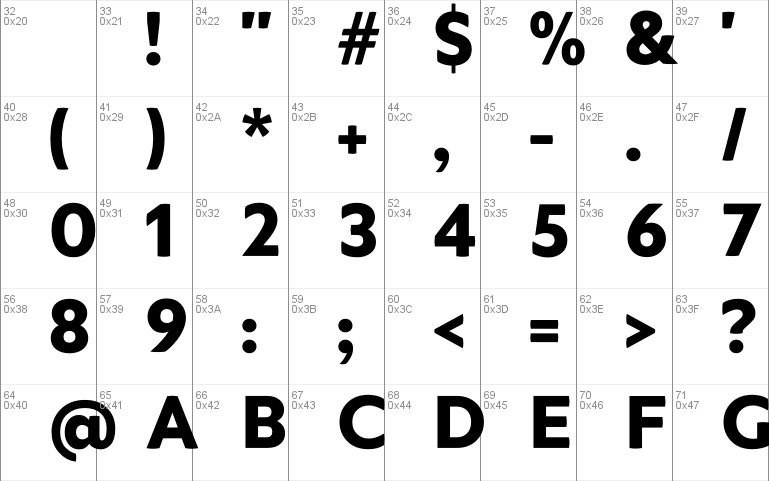 32 33 34 35 36 37 38 39
0x20 0x21 0x22 0x23 0x24 0x25 0x26 0x27
! " # $ % & '
40 41 42 43 44 45 46 47
0x28 0x29 0x2A 0x2B 0x2C 0x2D 0x2E 0x2F
( ) * + , - . /
48 49 50 51 52 53 54 55
0x30 0x31 0x32 0x33 0x34 0x35 0x36 0x37
0 1 2 3 4 5 6 7
56 57 58 59 60 61 62 63
0x38 0x39 0x3A 0x3B 0x3C 0x3D 0x3E 0x3F
8 9 : ; < = > ?
64 65 66 67 68 69 70 71
0x40 0x41 0x42 0x43 0x44 0x45 0x46 0x47
@ A B C D E F G